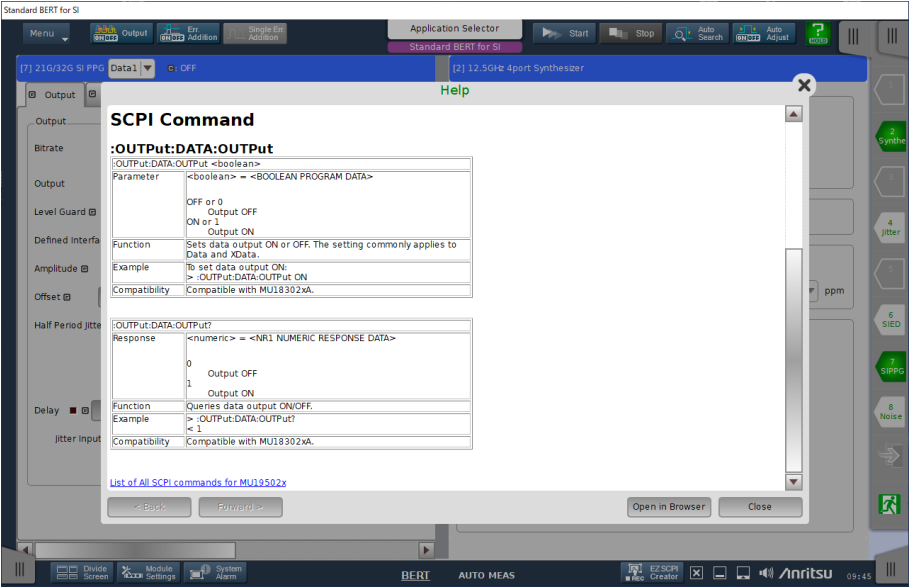 Standard BERT for SI
Menu
Output
Err. Addition
Single Err Addition
Application Selector
Standard BERT for SI
Start
Stop
Auto Search
Auto Adjust
?
HOLD
[7] 21G/32G SI PPG Data1 C: OFF
[2] 12.5GHz 4port Synthesizer
Output
Output
Bitrate
Output
Level Guard
Defined Interfa
Amplitude
Offset
Half Period Jitte
Delay
Jitter Input
ppm
Help
SCPI Command
:OUTPut:DATA:OUTPut
:OUTPut:DATA:OUTPut <boolean>
Parameter <boolean> = <BOOLEAN PROGRAM DATA>
OFF or 0
Output OFF
ON or 1
Output ON
Function Sets data output ON or OFF. The setting commonly applies to
Data and XData.
Example To set data output ON:
> :OUTPut:DATA:OUTPut ON
Compatibility Compatible with MU18302xA.
:OUTPut:DATA:OUTPut?
Response <numeric> = <NR1 NUMERIC RESPONSE DATA>
0
Output OFF
1
Output ON
Function Queries data output ON/OFF.
Example > :OUTPut:DATA:OUTPut?
< 1
Compatibility Compatible with MU18302xA.
List of All SCPI commands for MU19502x
< Back
Forward >
Open in Browser
Close
2
Synthe
4
Jitter
5
6
SIED
7
SIPPG
8
Noise
Divide Screen
Module Settings
System Alarm
BERT
AUTO MEAS
REC
EZ SCPI Creator
Anritsu
09:45